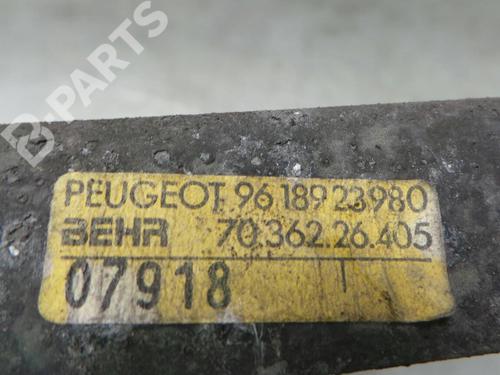 B-PARTS
PEUGEOT 96 189 23980
BEHR 70 362 26.405
07918